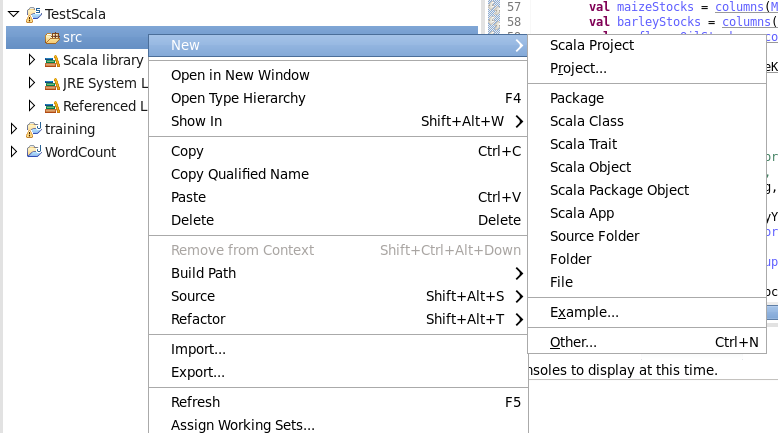 TestScala
src
Scala library
JRE System L
Referenced L
training
WordCount
New
Open in New Window
Open Type Hierarchy F4
Show In Shift+Alt+W
Copy Ctrl+C
Copy Qualified Name
Paste Ctrl+V
Delete Delete
Remove from Context Shift+Ctrl+Alt+Down
Build Path
Source Shift+Alt+S
Refactor Shift+Alt+T
Import...
Export...
Refresh F5
Assign Working Sets...
Scala Project
Project...
Package
Scala Class
Scala Trait
Scala Object
Scala Package Object
Scala App
Source Folder
Folder
File
Example...
Other... Ctrl+N
57 val maizeStocks = columns(M
58 val barleyStocks = columns(
nsoles to display at this time.